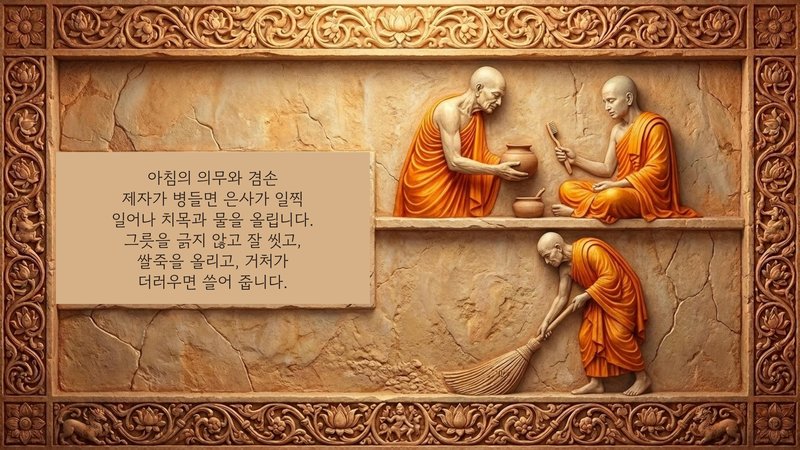 아침의 의무와 겸손
제자가 병들면 은사가 일찍
일어나 치목과 물을 올립니다.
그릇을 긁지 않고 잘 씻고,
쌀죽을 올리고, 거처가
더러우면 쓸어 줍니다.